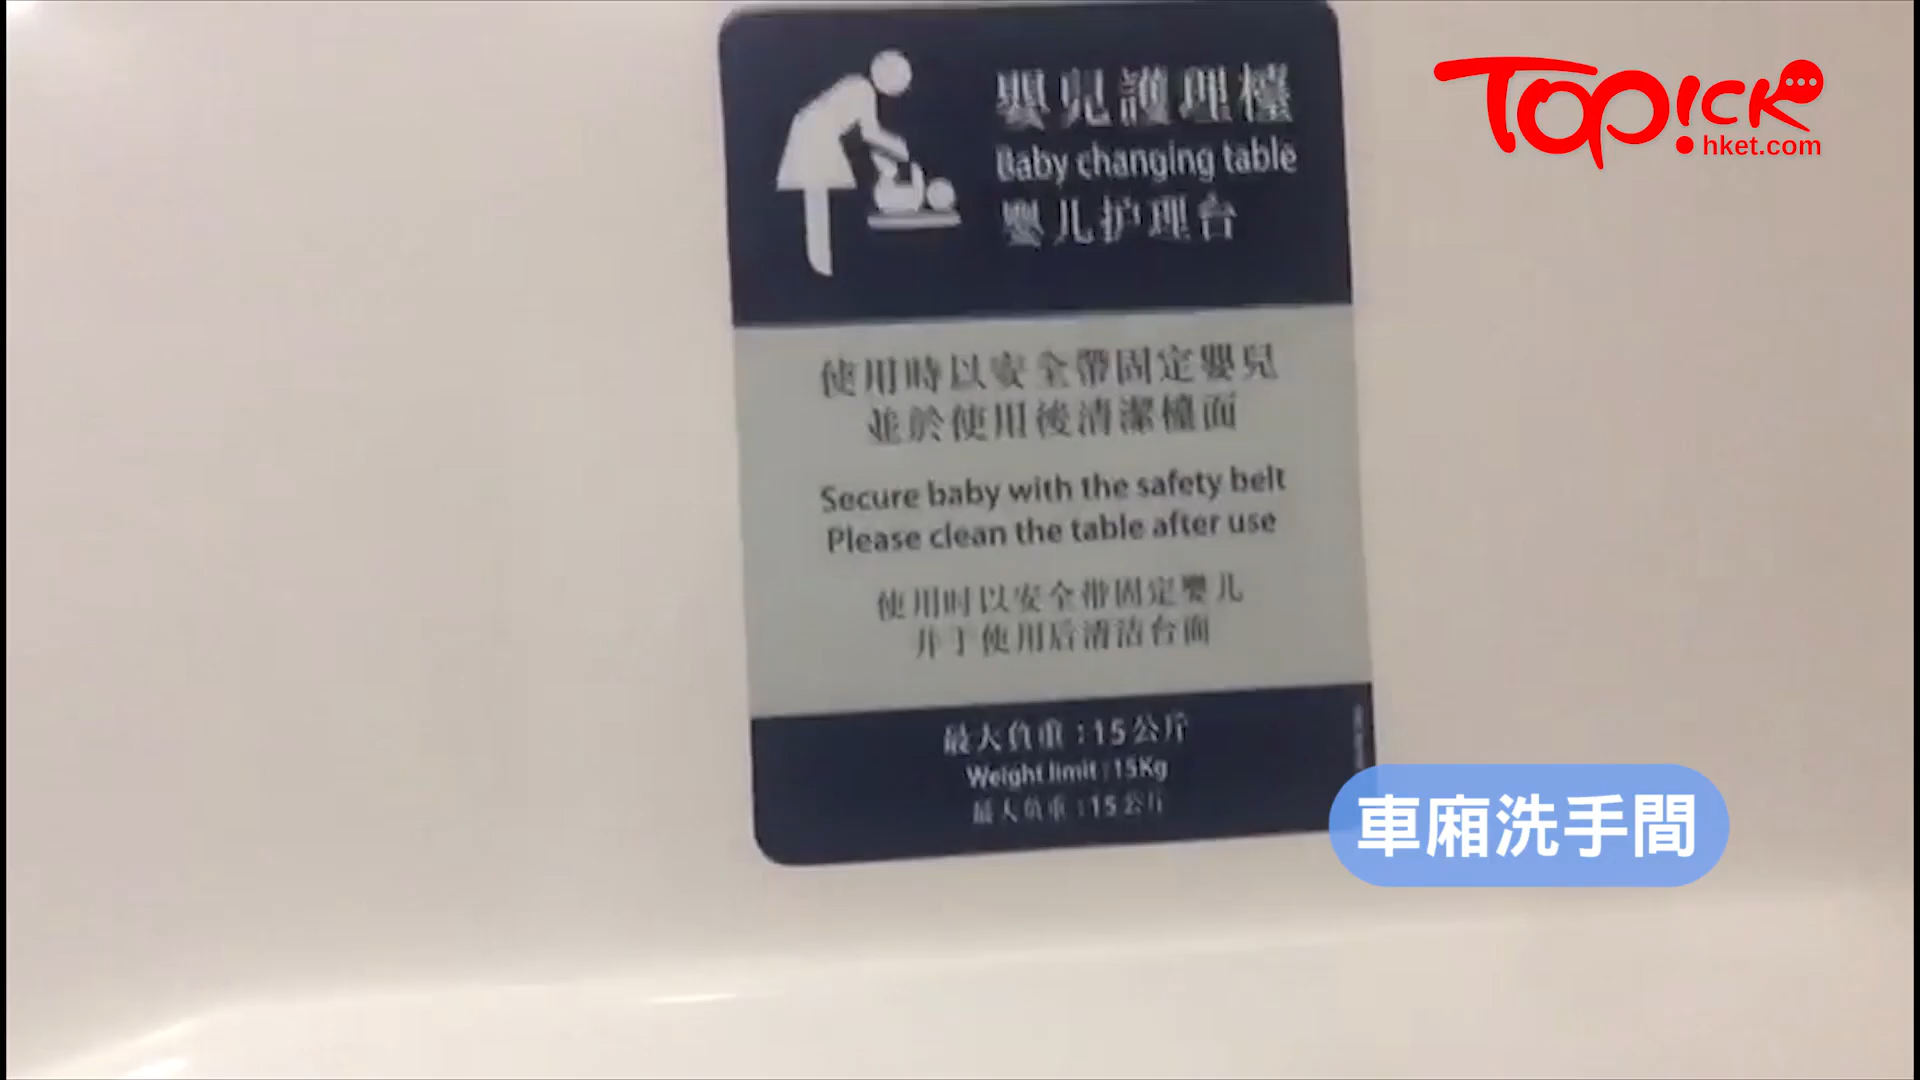 嬰兒護理檯
Baby changing table
婴儿护理台
TOPick
hket.com
使用時以安全帶固定嬰兒
並於使用後清潔檯面
Secure baby with the safety belt
Please clean the table after use
使用时以安全带固定婴儿
并于使用后清洁台面
最大負重：15公斤
Weight limit : 15Kg
最大负重：15公斤
車廂洗手間